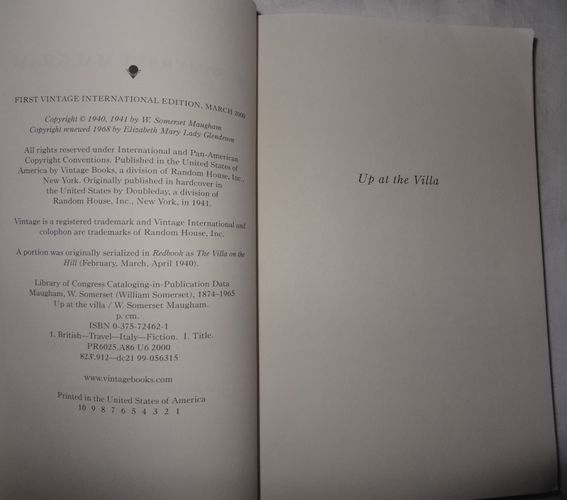 FIRST VINTAGE INTERNATIONAL EDITION, MARCH 2000
Copyright © 1940, 1941 by W. Somerset Maugham
Copyright renewed 1968 by Elizabeth Mary Lady Glendevon
All rights reserved under International and Pan-American
Copyright Conventions. Published in the United States of
America by Vintage Books, a division of Random House, Inc.,
New York. Originally published in hardcover in
the United States by Doubleday, a division of
Random House, Inc., New York, in 1941.
Vintage is a registered trademark and Vintage International and
colophon are trademarks of Random House, Inc.
A portion was originally serialized in Redbook as The Villa on the
Hill (February, March, April 1940).
Library of Congress Cataloging-in-Publication Data
Maugham, W. Somerset (William Somerset), 1874–1965
Up at the villa / W. Somerset Maugham.
p. cm.
ISBN 0-375-72462-1
1. British—Travel—Italy—Fiction. I. Title.
PR6025.A86 U6 2000
823'.912—dc21 99-056315
www.vintagebooks.com
Printed in the United States of America
10 9 8 7 6 5 4 3 2 1
Up at the Villa